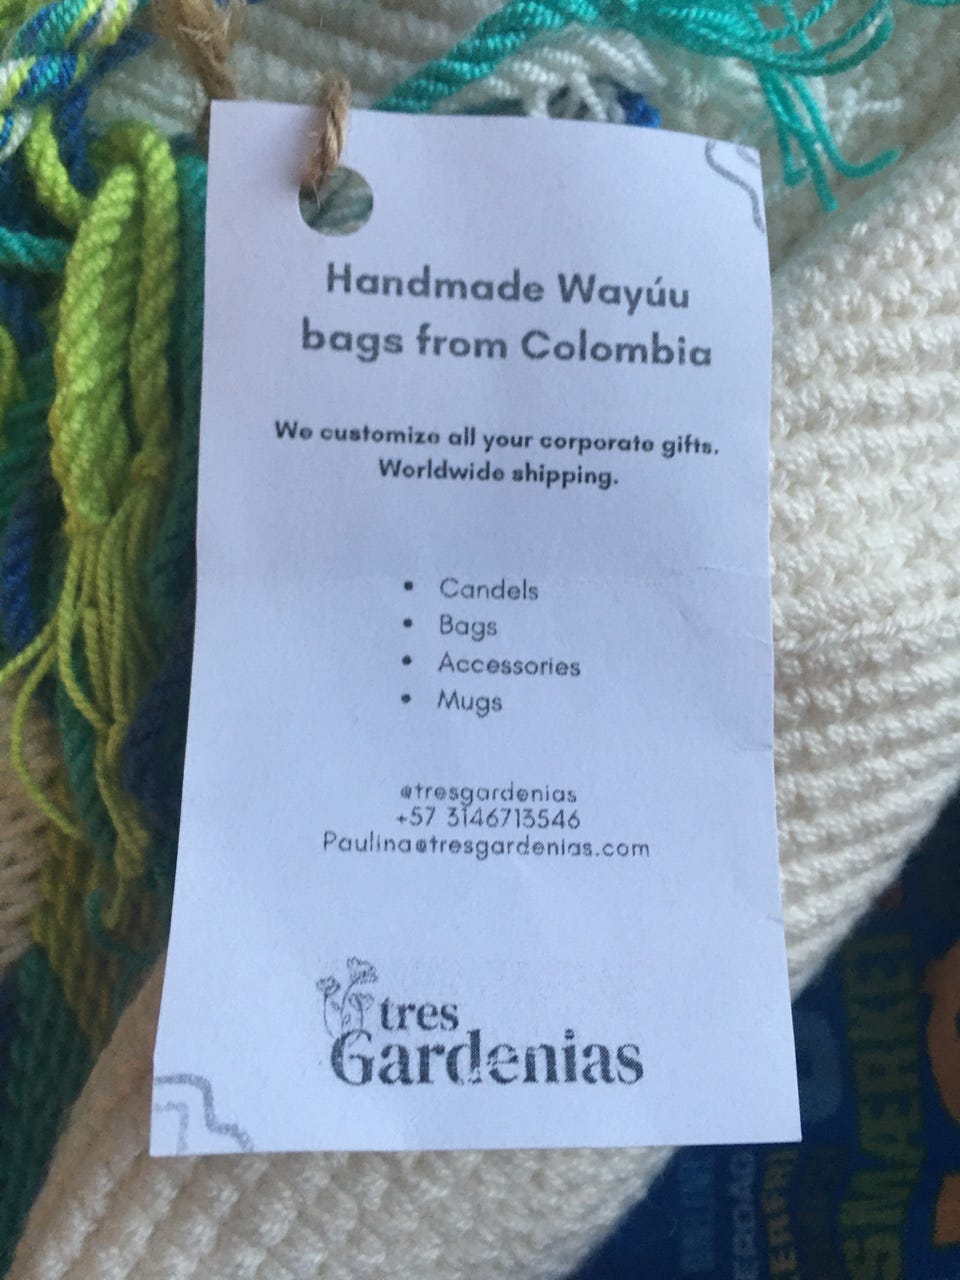 Handmade Wayúu
bags from Colombia
We customize all your corporate gifts.
Worldwide shipping.
• Candels
• Bags
• Accessories
• Mugs
@tresgardenias
+57 3146713546
Paulina@tresgardenias.com
tres
Gardenias